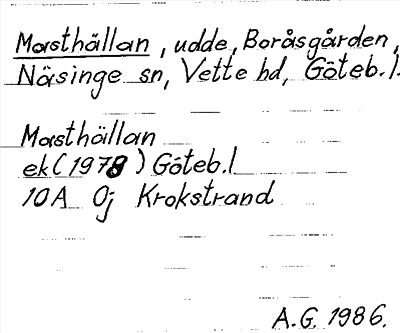 Masthällan, udde, Boråsgården,
Näsinge sn, Vette hd, Göteb.l.
Masthällan
ek (1978) Göteb.l
10A 0j Krokstrand
A.G. 1986.